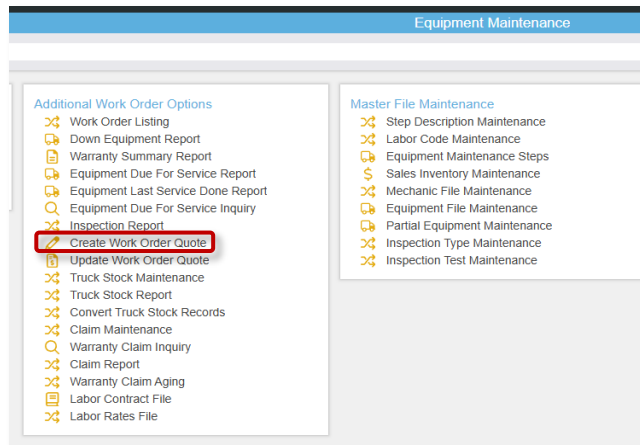 Equipment Maintenance
Additional Work Order Options
Work Order Listing
Down Equipment Report
Warranty Summary Report
Equipment Due For Service Report
Equipment Last Service Done Report
Equipment Due For Service Inquiry
Inspection Report
Create Work Order Quote
Update Work Order Quote
Truck Stock Maintenance
Truck Stock Report
Convert Truck Stock Records
Claim Maintenance
Warranty Claim Inquiry
Claim Report
Warranty Claim Aging
Labor Contract File
Labor Rates File
Master File Maintenance
Step Description Maintenance
Labor Code Maintenance
Equipment Maintenance Steps
Sales Inventory Maintenance
Mechanic File Maintenance
Equipment File Maintenance
Partial Equipment Maintenance
Inspection Type Maintenance
Inspection Test Maintenance